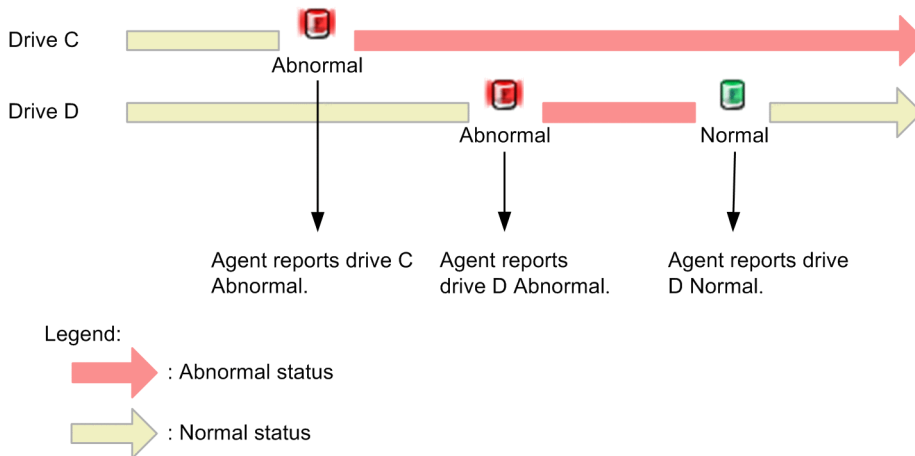 Drive C
Abnormal
Drive D
Abnormal
Normal
Agent reports drive C
Abnormal.
Agent reports
drive D Abnormal.
Agent reports drive
D Normal.
Legend:
: Abnormal status
: Normal status